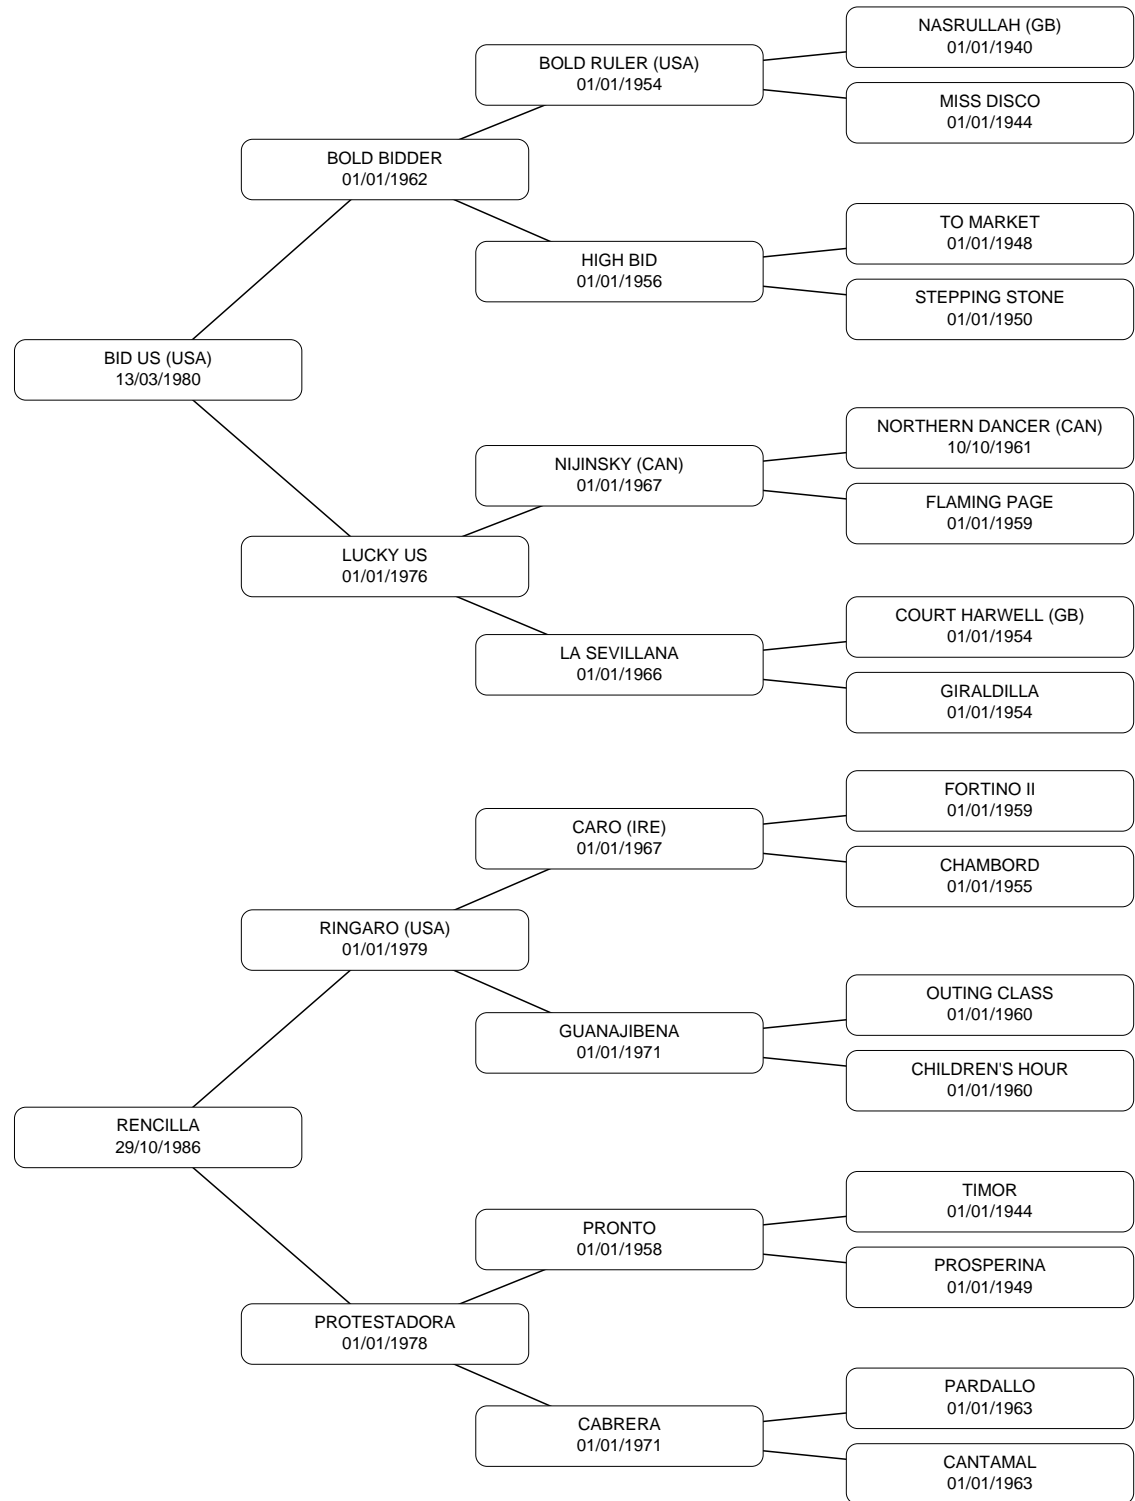 NASRULLAH (GB)
01/01/1940
BOLD RULER (USA)
01/01/1954
MISS DISCO
01/01/1944
BOLD BIDDER
01/01/1962
TO MARKET
01/01/1948
HIGH BID
01/01/1956
STEPPING STONE
01/01/1950
BID US (USA)
13/03/1980
NORTHERN DANCER (CAN)
10/10/1961
NIJINSKY (CAN)
01/01/1967
FLAMING PAGE
01/01/1959
LUCKY US
01/01/1976
COURT HARWELL (GB)
01/01/1954
LA SEVILLANA
01/01/1966
GIRALDILLA
01/01/1954
FORTINO II
01/01/1959
CARO (IRE)
01/01/1967
CHAMBORD
01/01/1955
RINGARO (USA)
01/01/1979
OUTING CLASS
01/01/1960
GUANAJIBENA
01/01/1971
CHILDREN'S HOUR
01/01/1960
RENCILLA
29/10/1986
TIMOR
01/01/1944
PRONTO
01/01/1958
PROSPERINA
01/01/1949
PROTESTADORA
01/01/1978
PARDALLO
01/01/1963
CABRERA
01/01/1971
CANTAMAL
01/01/1963